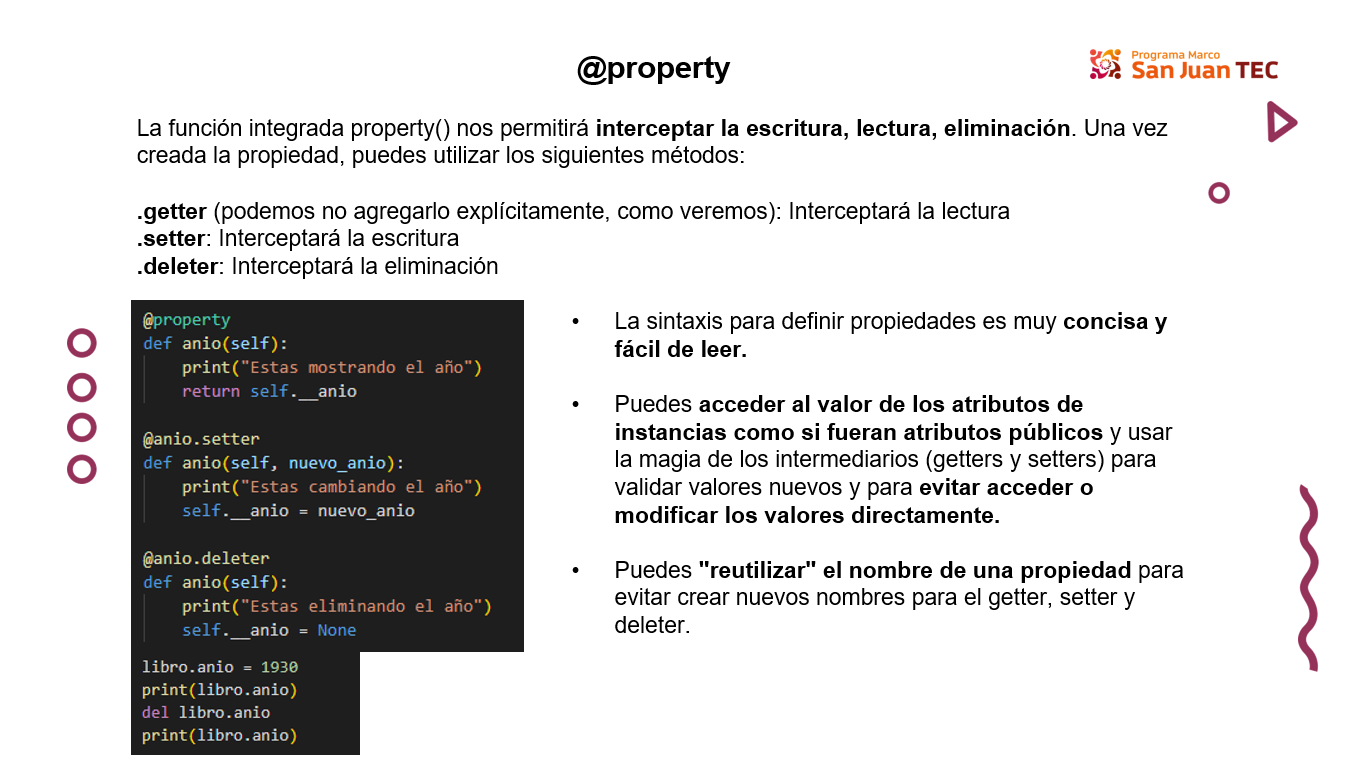 @property
Programa Marco
San Juan TEC
La función integrada property() nos permitirá interceptar la escritura, lectura, eliminación. Una vez
creada la propiedad, puedes utilizar los siguientes métodos:
.getter (podemos no agregarlo explícitamente, como veremos): Interceptará la lectura
.setter: Interceptará la escritura
.deleter: Interceptará la eliminación
@property
def anio(self):
    print("Estas mostrando el año")
    return self.__anio
@anio.setter
def anio(self, nuevo_anio):
    print("Estas cambiando el año")
    self.__anio = nuevo_anio
@anio.deleter
def anio(self):
    print("Estas eliminando el año")
    self.__anio = None
libro.anio = 1930
print(libro.anio)
del libro.anio
print(libro.anio)
• La sintaxis para definir propiedades es muy concisa y
fácil de leer.
• Puedes acceder al valor de los atributos de
instancias como si fueran atributos públicos y usar
la magia de los intermediarios (getters y setters) para
validar valores nuevos y para evitar acceder o
modificar los valores directamente.
• Puedes "reutilizar" el nombre de una propiedad para
evitar crear nuevos nombres para el getter, setter y
deleter.